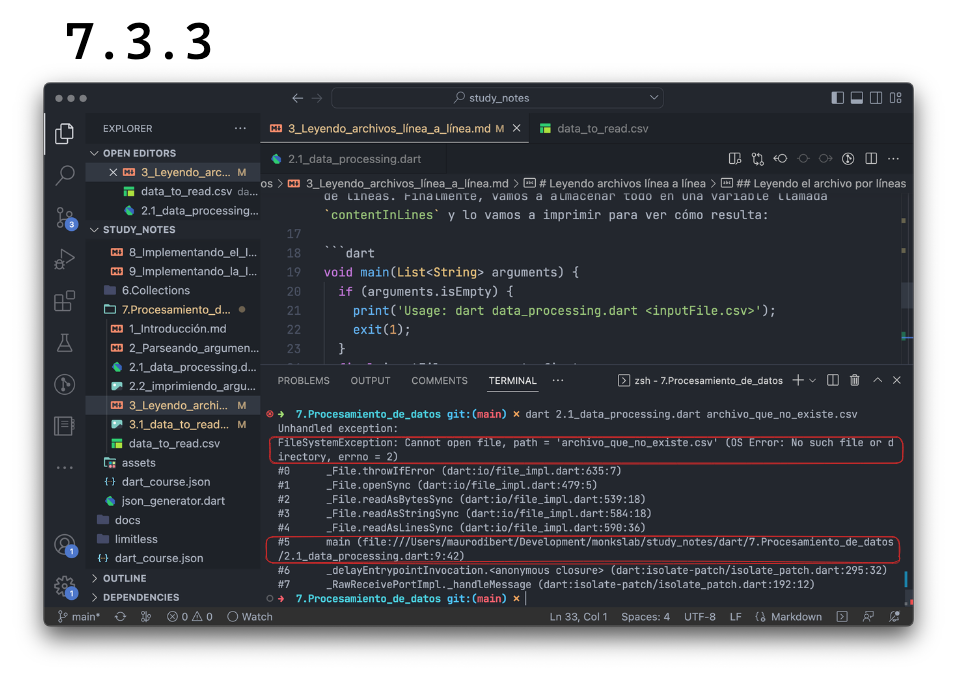 7.3.3
study_notes
EXPLORER
OPEN EDITORS
3_Leyendo_arc... M
data_to_read.csv da...
2.1_data_processing...
STUDY_NOTES
8_Implementando_el_l...
9_Implementando_la_l...
6.Collections
7.Procesamiento_d...
1_Introducción.md
2_Parseando_argumen...
2.1_data_processing.d...
2.2_imprimiendo_argu...
3_Leyendo_archi... M
3.1_data_to_read... M
data_to_read.csv
assets
dart_course.json
json_generator.dart
docs
limitless
dart_course.json
OUTLINE
DEPENDENCIES
3
1
1
3_Leyendo_archivos_línea_a_línea.md M
data_to_read.csv
2.1_data_processing.dart
os > 3_Leyendo_archivos_línea_a_línea.md > # Leyendo archivos línea a línea > ## Leyendo el archivo por líneas
de líneas. Finalmente, vamos a almacenar todo en una variable llamada
`contentInLines` y lo vamos a imprimir para ver cómo resulta:
17
18 ```dart
19 void main(List<String> arguments) {
20 if (arguments.isEmpty) {
21 print('Usage: dart data_processing.dart <inputFile.csv>');
22 exit(1);
23 }
PROBLEMS OUTPUT COMMENTS TERMINAL ... zsh - 7.Procesamiento_de_datos
→ 7.Procesamiento_de_datos git:(main) × dart 2.1_data_processing.dart archivo_que_no_existe.csv
Unhandled exception:
FileSystemException: Cannot open file, path = 'archivo_que_no_existe.csv' (OS Error: No such file or d
irectory, errno = 2)
#0 _File.throwIfError (dart:io/file_impl.dart:635:7)
#1 _File.openSync (dart:io/file_impl.dart:479:5)
#2 _File.readAsBytesSync (dart:io/file_impl.dart:539:18)
#3 _File.readAsStringSync (dart:io/file_impl.dart:584:18)
#4 _File.readAsLinesSync (dart:io/file_impl.dart:590:36)
#5 main (file:///Users/maurodibert/Development/monkslab/study_notes/dart/7.Procesamiento_de_datos
/2.1_data_processing.dart:9:42)
#6 _delayEntrypointInvocation.<anonymous closure> (dart:isolate-patch/isolate_patch.dart:295:32)
#7 _RawReceivePortImpl._handleMessage (dart:isolate-patch/isolate_patch.dart:192:12)
→ 7.Procesamiento_de_datos git:(main) ×
main* 0 0 Watch Ln 33, Col 1 Spaces: 4 UTF-8 LF Markdown